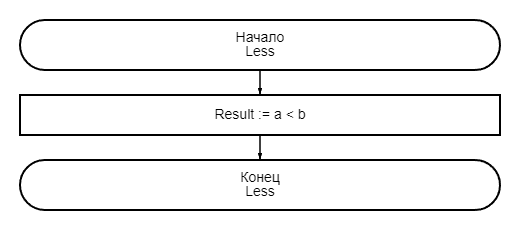 Начало
Less
Result := a < b
Конец
Less